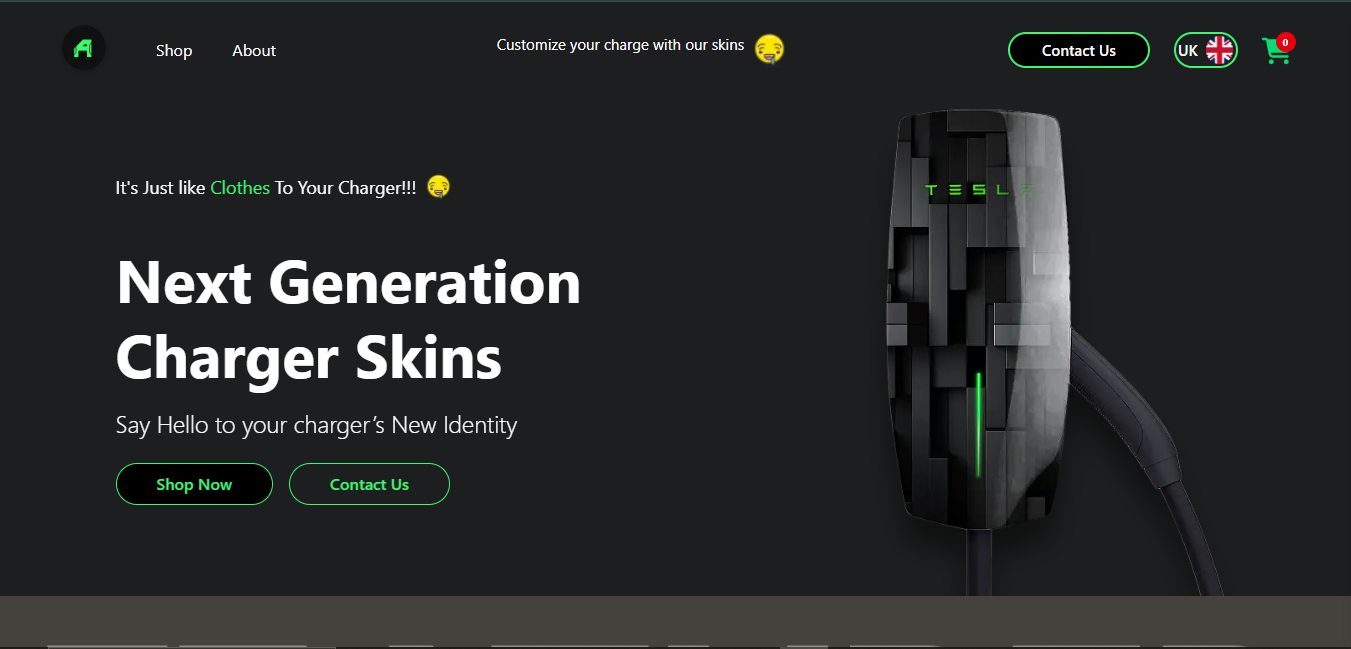 Shop
About
Customize your charge with our skins
Contact Us
UK
0
It's Just like Clothes To Your Charger!!!
TESLA
Next Generation
Charger Skins
Say Hello to your charger’s New Identity
Shop Now
Contact Us